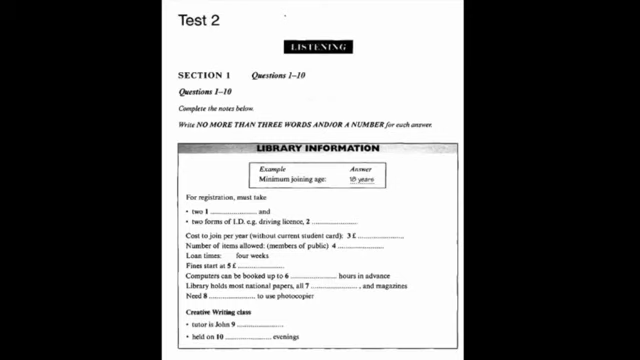 Test 2
LISTENING
SECTION 1 Questions 1–10
Questions 1–10
Complete the notes below.
Write NO MORE THAN THREE WORDS AND/OR A NUMBER for each answer.
LIBRARY INFORMATION
Example Answer
Minimum joining age: 18 years
For registration, must take
• two 1 .................. and
• two forms of I.D. e.g. driving licence, 2 ..................
Cost to join per year (without current student card): 3 £ ..................
Number of items allowed: (members of public) 4 ..................
Loan times: four weeks
Fines start at 5 £ ..................
Computers can be booked up to 6 .................. hours in advance
Library holds most national papers, all 7 .................. , and magazines
Need 8 .................. to use photocopier
Creative Writing class
• tutor is John 9 ..................
• held on 10 .................. evenings